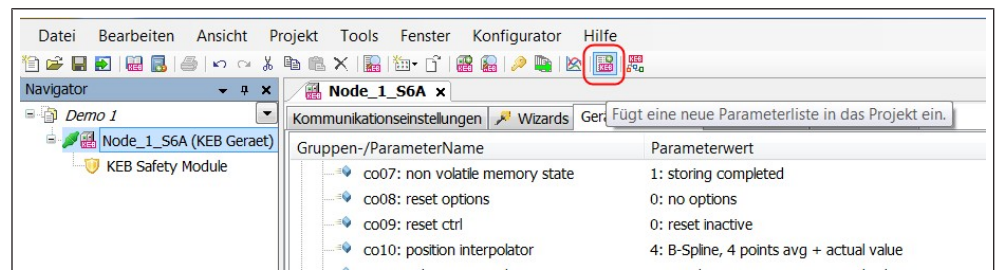 Datei Bearbeiten Ansicht Projekt Tools Fenster Konfigurator Hilfe
Navigator
Node_1_S6A x
Demo 1
Kommunikationseinstellungen Wizards Ger
Fügt eine neue Parameterliste in das Projekt ein.
Node_1_S6A (KEB Geraet)
KEB Safety Module
Gruppen-/ParameterName Parameterwert
co07: non volatile memory state 1: storing completed
co08: reset options 0: no options
co09: reset ctrl 0: reset inactive
co10: position interpolator 4: B-Spline, 4 points avg + actual value